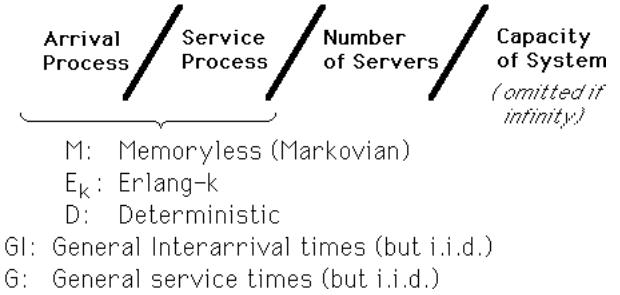 Arrival Process / Service Process / Number of Servers / Capacity of System
(omitted if infinity)
M: Memoryless (Markovian)
Ek: Erlang-k
D: Deterministic
GI: General Interarrival times (but i.i.d.)
G: General service times (but i.i.d.)